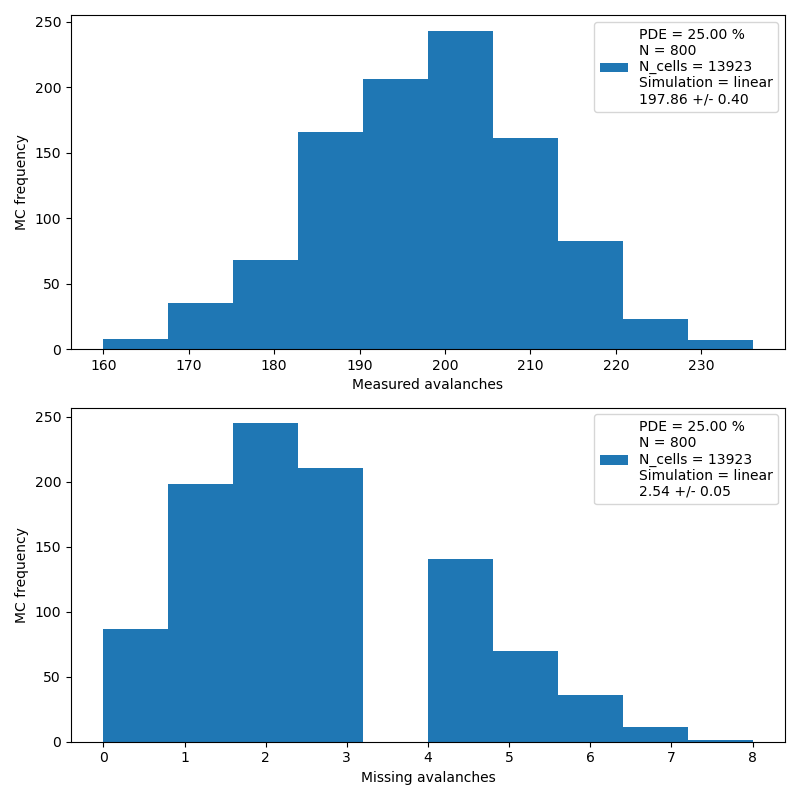 250
200
150
100
50
0
MC frequency
PDE = 25.00 %
N = 800
N_cells = 13923
Simulation = linear
197.86 +/- 0.40
160 170 180 190 200 210 220 230
Measured avalanches
250
200
150
100
50
0
MC frequency
PDE = 25.00 %
N = 800
N_cells = 13923
Simulation = linear
2.54 +/- 0.05
0 1 2 3 4 5 6 7 8
Missing avalanches